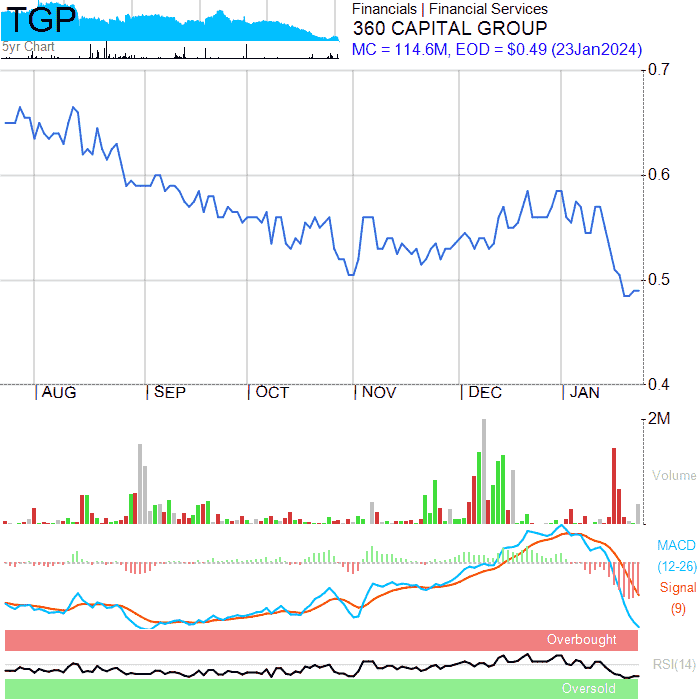 TGP
5yr Chart
Financials | Financial Services
360 CAPITAL GROUP
MC = 114.6M, EOD = $0.49 (23Jan2024)
0.7
0.6
0.5
0.4
AUG SEP OCT NOV DEC JAN
2M
Volume
MACD
(12-26)
Signal
(9)
Overbought
RSI(14)
Oversold